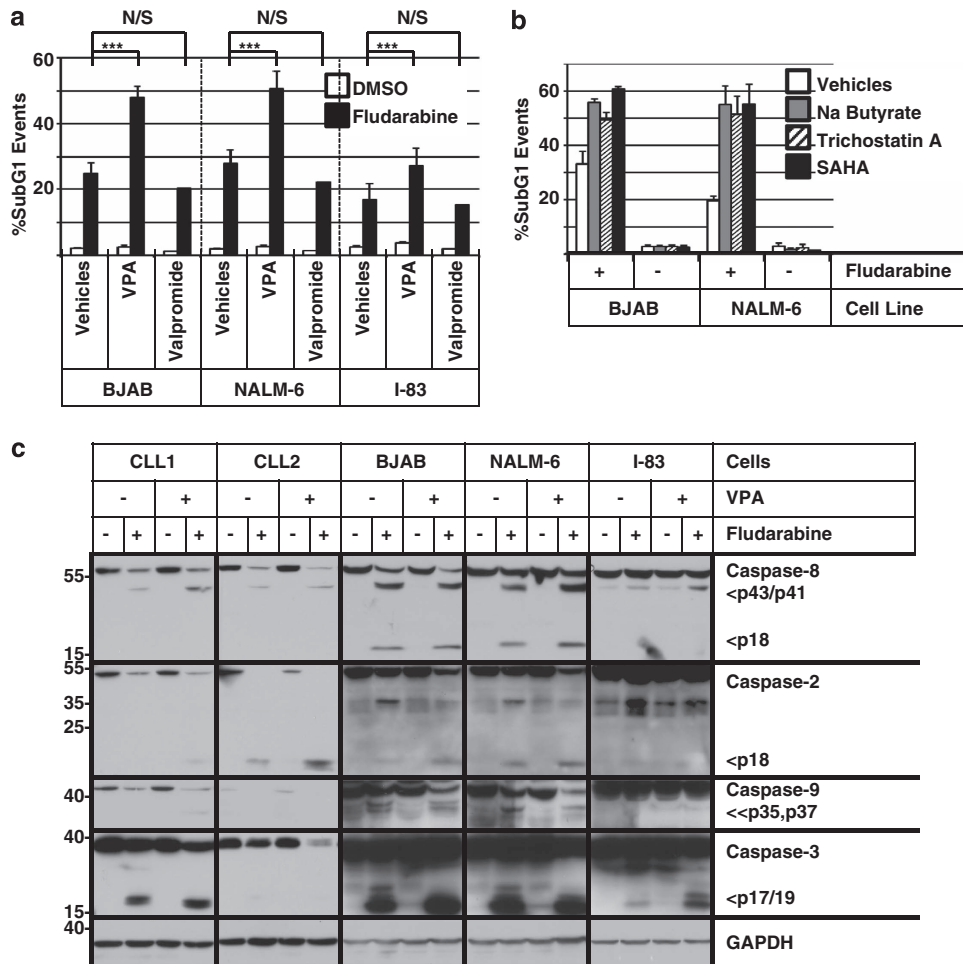 a
N/S N/S N/S
*** *** ***
60
40
20
%SubG1 Events
DMSO
Fludarabine
Vehicles VPA Valpromide Vehicles VPA Valpromide Vehicles VPA Valpromide
BJAB NALM-6 I-83
b
60
40
20
%SubG1 Events
Vehicles
Na Butyrate
Trichostatin A
SAHA
+ - + - Fludarabine
BJAB NALM-6 Cell Line
c
CLL1 CLL2 BJAB NALM-6 I-83 Cells
- + - + - + - + - + VPA
- + - + - + - + - + - + - + - + - + - + Fludarabine
55- Caspase-8
<p43/p41
<p18
15-
55- Caspase-2
35-
25-
<p18
40- Caspase-9
<<p35,p37
40- Caspase-3
<p17/19
15-
40- GAPDH